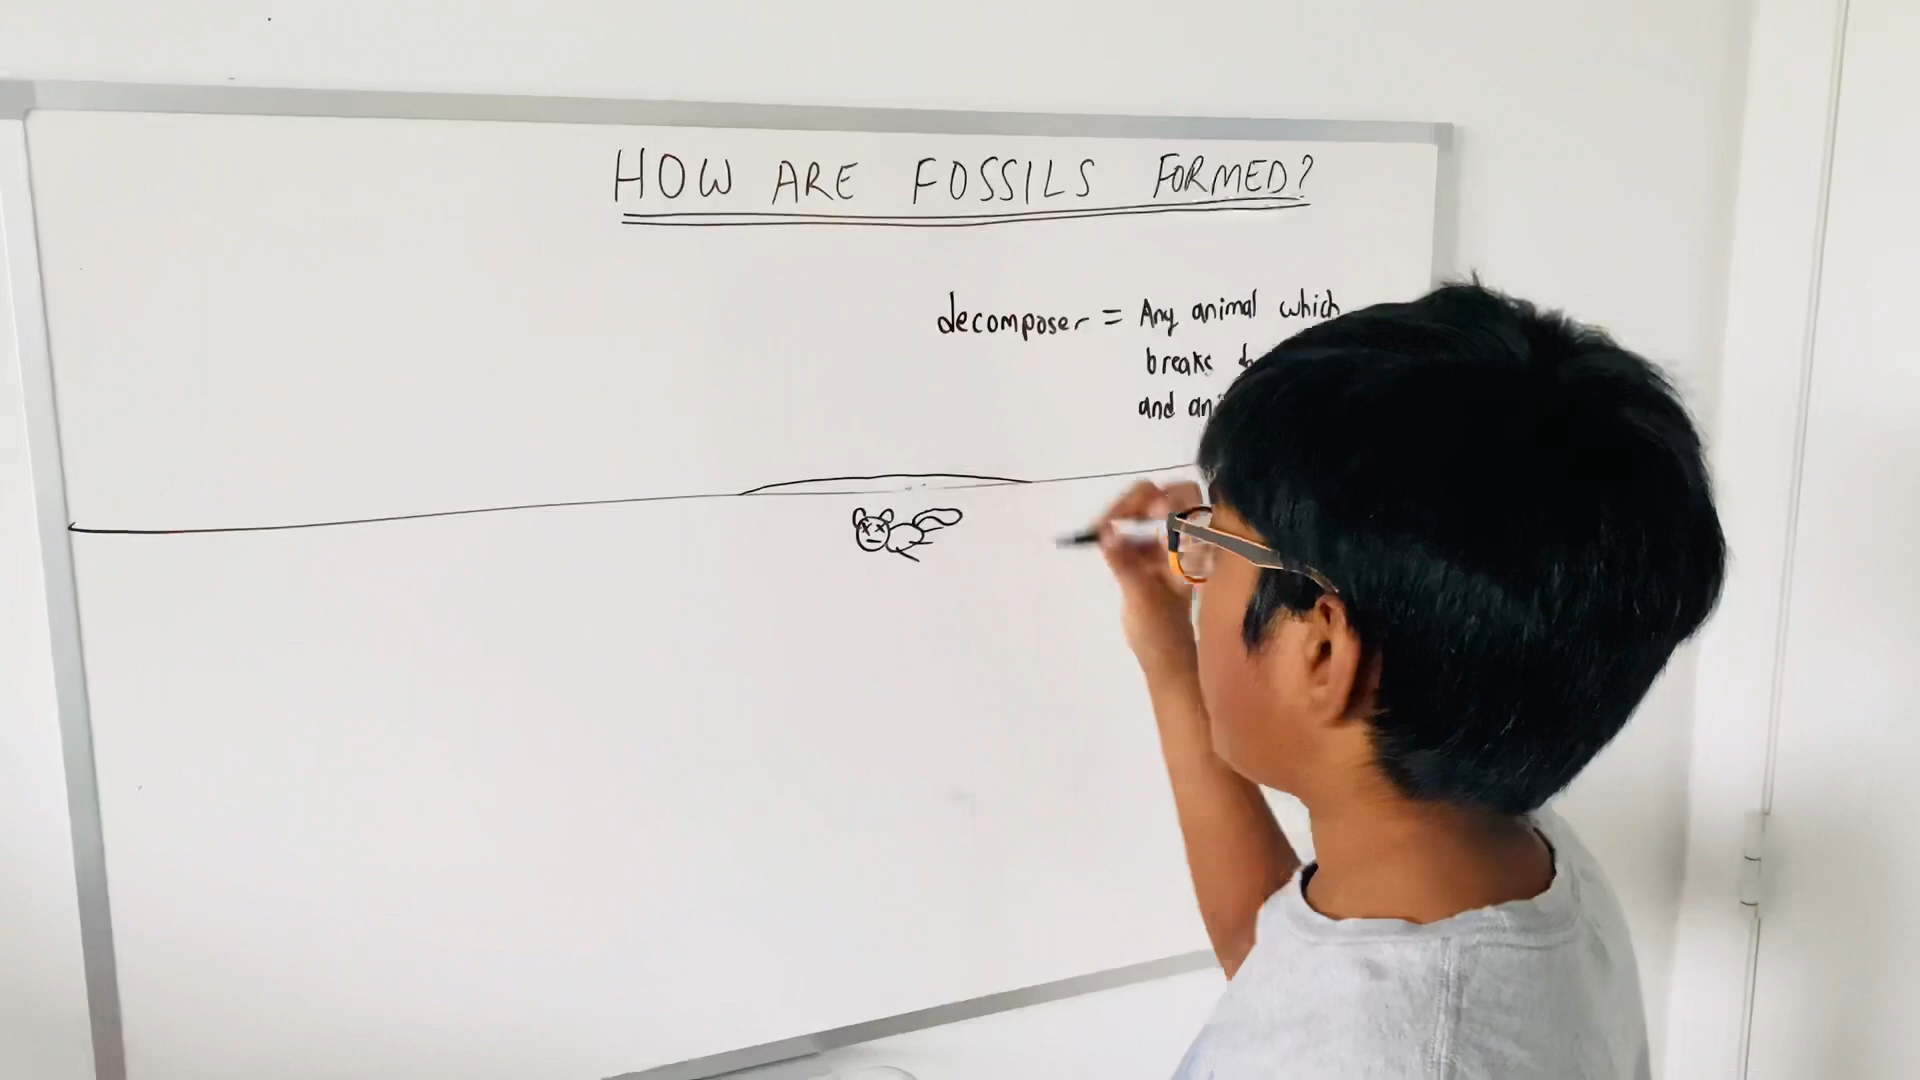 HOW ARE FOSSILS FORMED?
decomposer = Any animal which
breaks
and